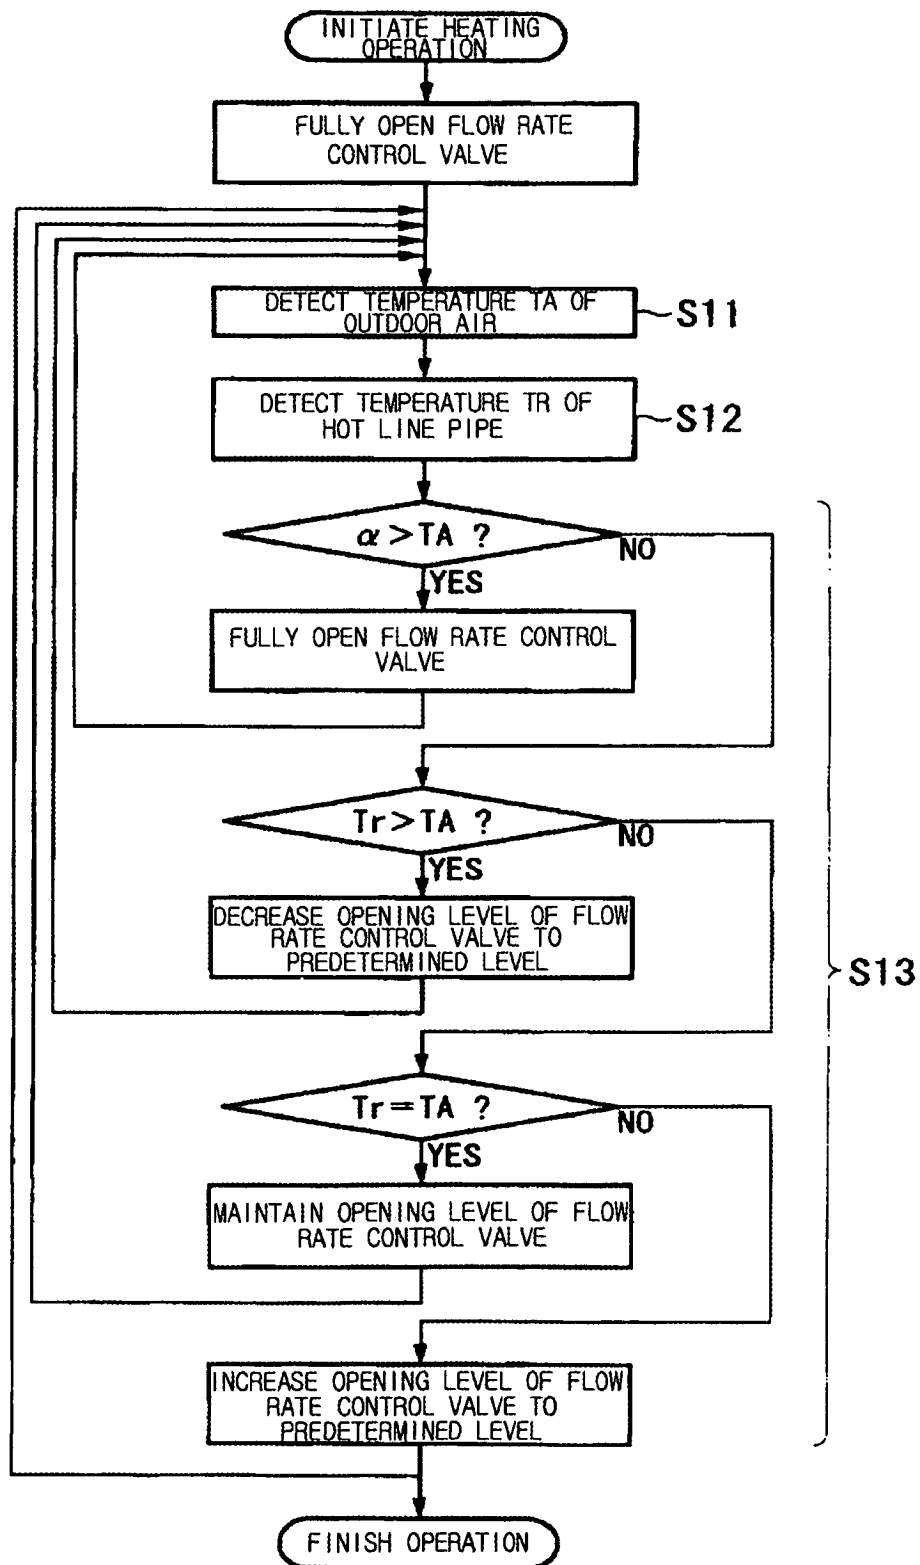 INITIATE HEATING
OPERATION
FULLY OPEN FLOW RATE
CONTROL VALVE
DETECT TEMPERATURE TA OF
OUTDOOR AIR
S11
DETECT TEMPERATURE TR OF
HOT LINE PIPE
S12
α>TA ?
NO
YES
FULLY OPEN FLOW RATE CONTROL
VALVE
Tr>TA ?
NO
YES
DECREASE OPENING LEVEL OF FLOW
RATE CONTROL VALVE TO
PREDETERMINED LEVEL
S13
Tr=TA ?
NO
YES
MAINTAIN OPENING LEVEL OF FLOW
RATE CONTROL VALVE
INCREASE OPENING LEVEL OF FLOW
RATE CONTROL VALVE TO
PREDETERMINED LEVEL
FINISH OPERATION